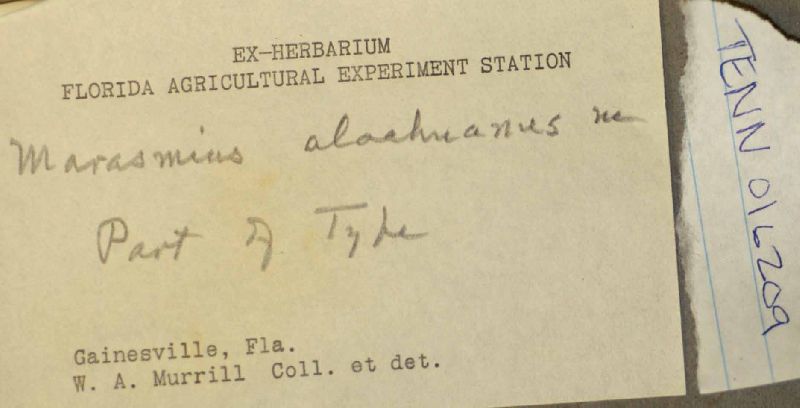 EX-HERBARIUM
FLORIDA AGRICULTURAL EXPERIMENT STATION
Marasmius alachuanus
Part of Type
Gainesville, Fla.
W. A. Murrill Coll. et det.
TENN 016209